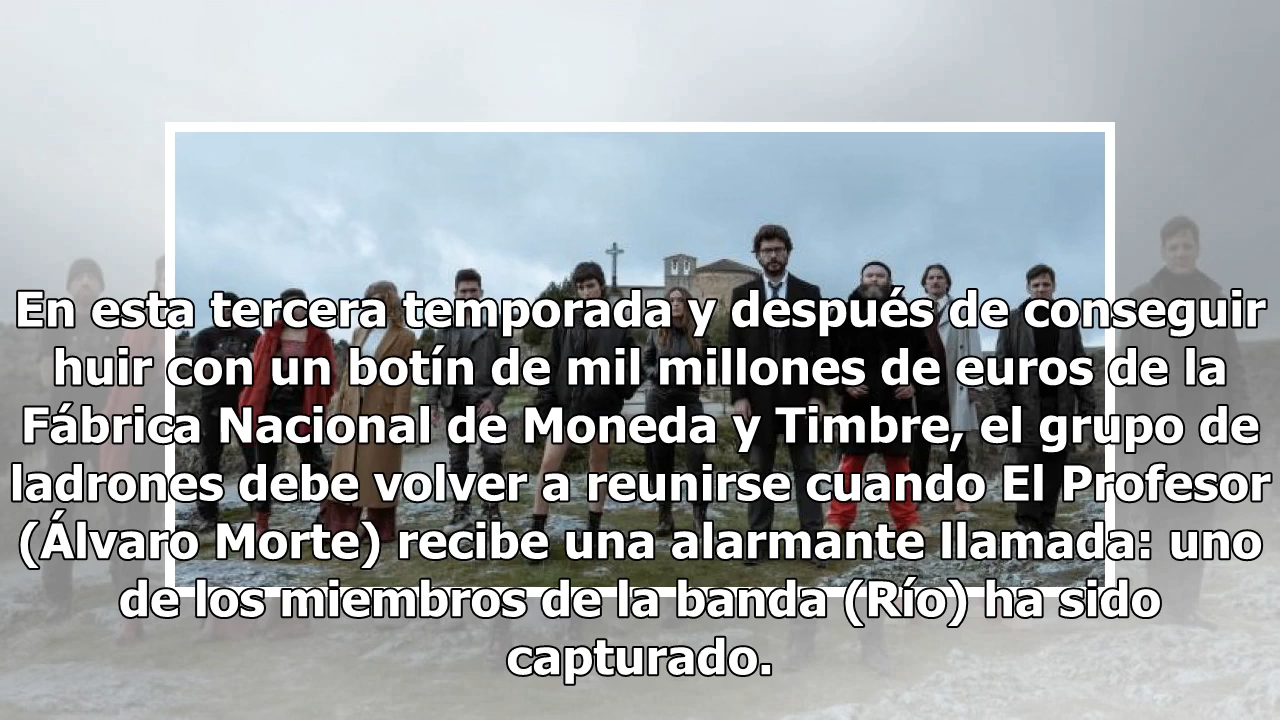 En esta tercera temporada y después de conseguir
huir con un botín de mil millones de euros de la
Fábrica Nacional de Moneda y Timbre, el grupo de
ladrones debe volver a reunirse cuando El Profesor
(Álvaro Morte) recibe una alarmante llamada: uno
de los miembros de la banda (Río) ha sido
capturado.